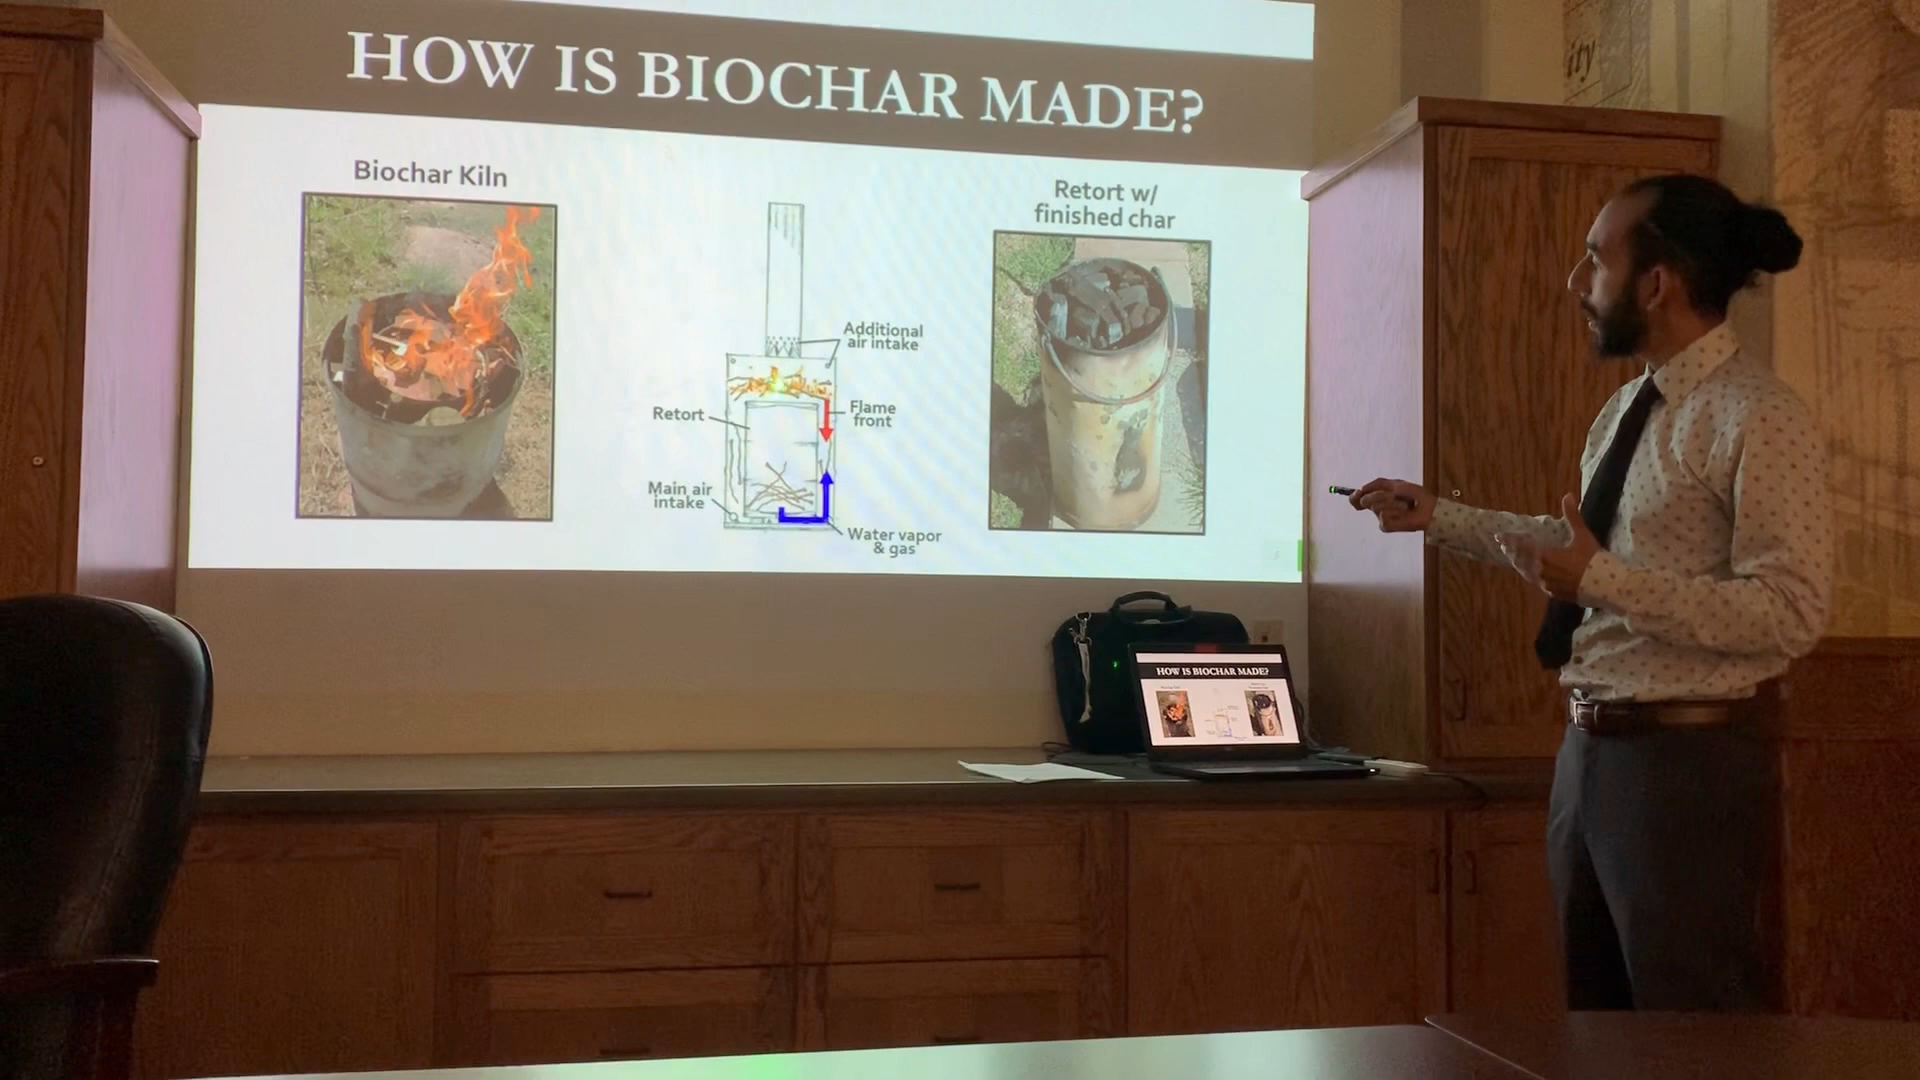 HOW IS BIOCHAR MADE?
Biochar Kiln
Retort w/
finished char
Additional
air intake
Retort
Flame
front
Main air
intake
Water vapor
& gas
ity
HOW IS BIOCHAR MADE?